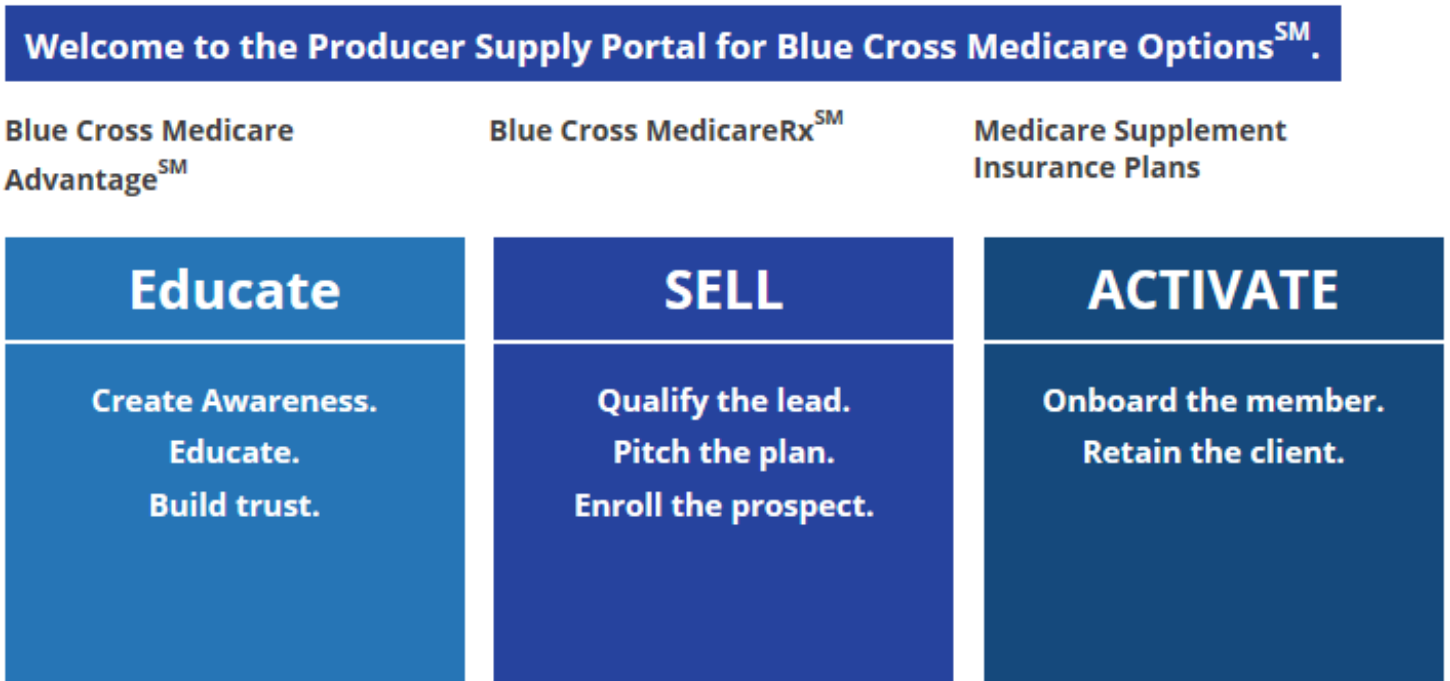 Welcome to the Producer Supply Portal for Blue Cross Medicare Options℠.
Blue Cross Medicare
Advantage℠
Blue Cross MedicareRx℠
Medicare Supplement
Insurance Plans
Educate
Create Awareness.
Educate.
Build trust.
SELL
Qualify the lead.
Pitch the plan.
Enroll the prospect.
ACTIVATE
Onboard the member.
Retain the client.